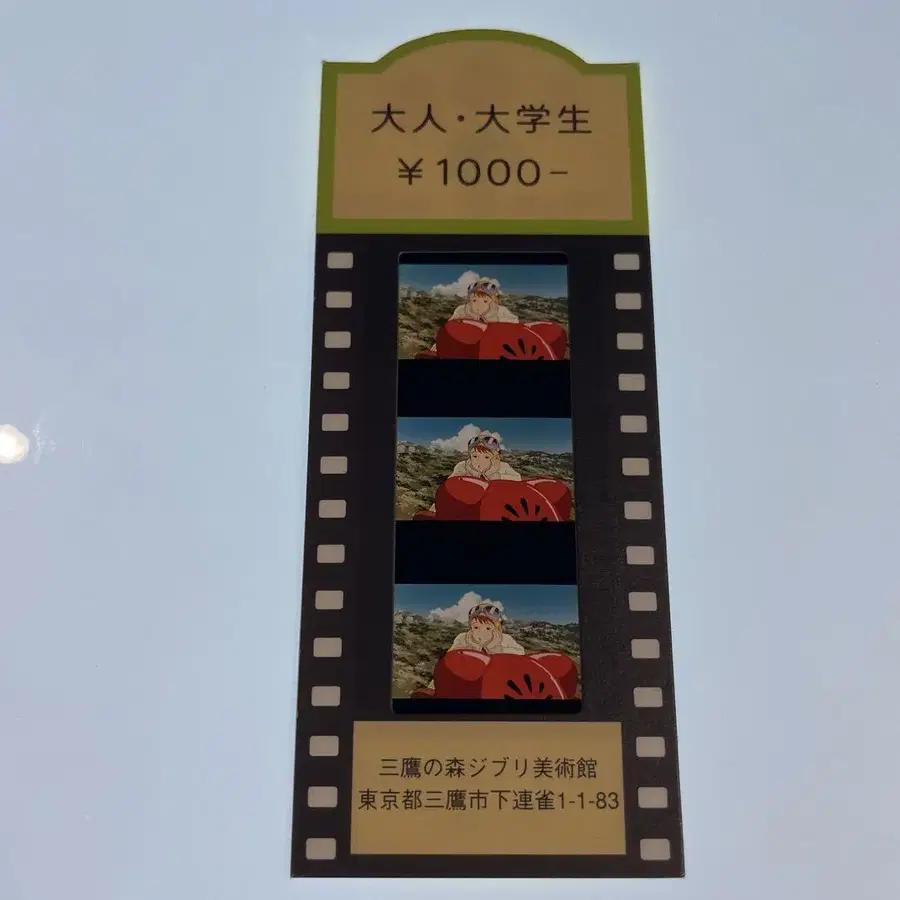 大人・大学生
¥1000-
三鷹の森ジブリ美術館
東京都三鷹市下連雀1-1-83